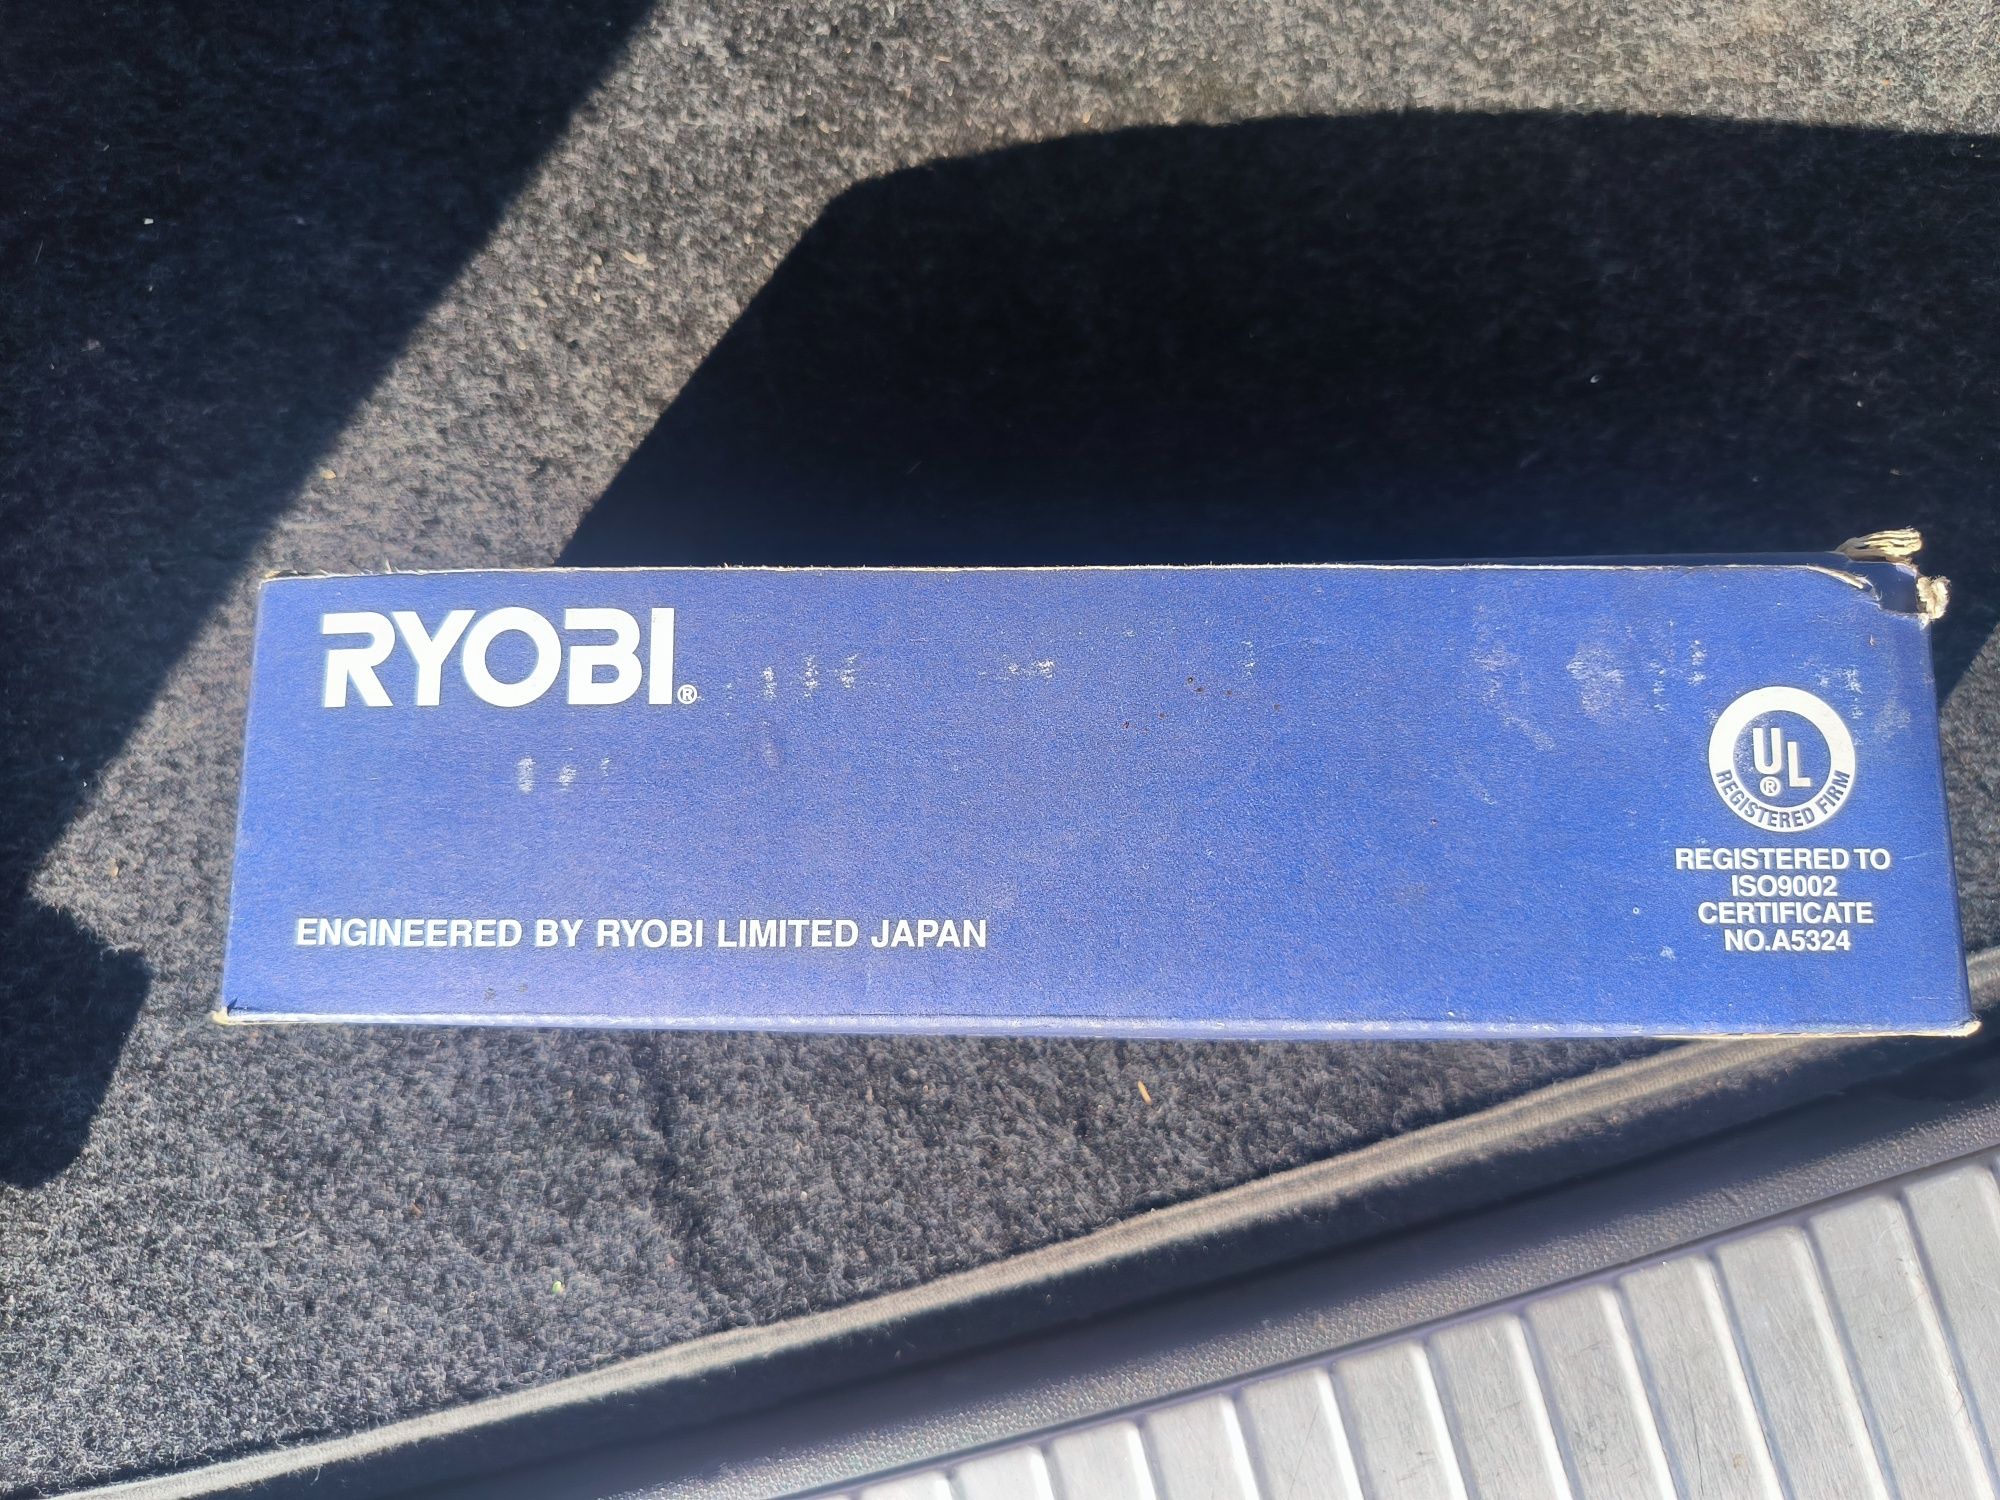 RYOBI®
UL®
REGISTERED FIRM
REGISTERED TO
ISO9002
CERTIFICATE
NO.A5324
ENGINEERED BY RYOBI LIMITED JAPAN